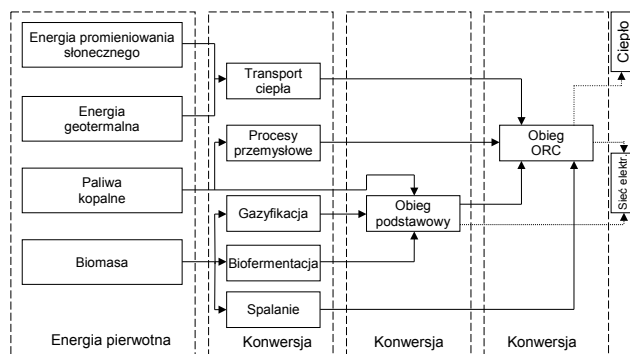 Energia promieniowania
słonecznego
Energia
geotermalna
Paliwa
kopalne
Biomasa
Energia pierwotna
Transport
ciepła
Procesy
przemysłowe
Gazyfikacja
Biofermentacja
Spalanie
Konwersja
Obieg
podstawowy
Konwersja
Obieg
ORC
Konwersja
Ciepło
Sieć elektr.